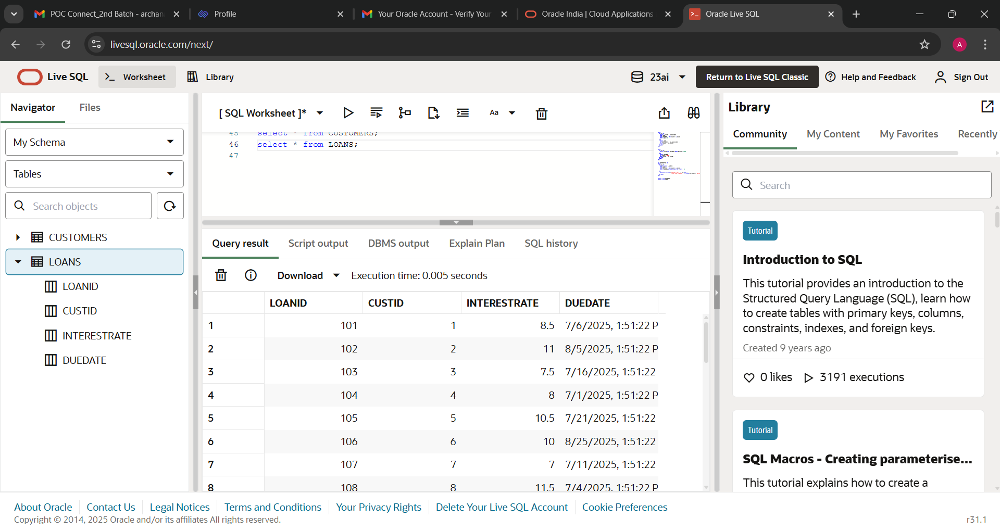 POC Connect_2nd Batch - archan
Profile
Your Oracle Account - Verify Your
Oracle India | Cloud Applications
Oracle Live SQL
livesql.oracle.com/next/
A
Live SQL
Worksheet
Library
23ai
Return to Live SQL Classic
Help and Feedback
Sign Out
Navigator
Files
My Schema
Tables
Search objects
CUSTOMERS
LOANS
LOANID
CUSTID
INTERESTRATE
DUEDATE
[ SQL Worksheet ]*
Aa
45 select * from CUSTOMERS;
46 select * from LOANS;
47
Query result
Script output
DBMS output
Explain Plan
SQL history
Download
Execution time: 0.005 seconds
LOANID CUSTID INTERESTRATE DUEDATE
1 101 1 8.5 7/6/2025, 1:51:22 P
2 102 2 11 8/5/2025, 1:51:22 P
3 103 3 7.5 7/16/2025, 1:51:22
4 104 4 8 7/1/2025, 1:51:22 P
5 105 5 10.5 7/21/2025, 1:51:22
6 106 6 10 8/25/2025, 1:51:22
7 107 7 7 7/11/2025, 1:51:22
8 108 8 11.5 7/4/2025, 1:51:22 P
Library
Community
My Content
My Favorites
Recently
Search
Tutorial
Introduction to SQL
This tutorial provides an introduction to the
Structured Query Language (SQL), learn how
to create tables with primary keys, columns,
constraints, indexes, and foreign keys.
Created 9 years ago
0 likes
3191 executions
Tutorial
SQL Macros - Creating parameterise...
This tutorial explains how to create a
About Oracle
Contact Us
Legal Notices
Terms and Conditions
Your Privacy Rights
Delete Your Live SQL Account
Cookie Preferences
Copyright © 2014, 2025 Oracle and/or its affiliates All rights reserved.
r31.1